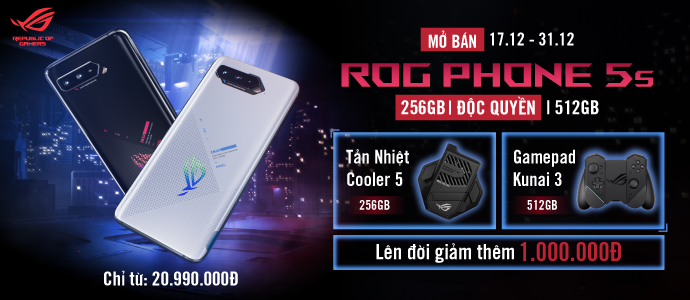 REPUBLIC OF
GAMERS
MỞ BÁN 17.12 - 31.12
ROG PHONE 5s
256GB | ĐỘC QUYỀN | 512GB
Tản Nhiệt
Cooler 5
256GB
Gamepad
Kunai 3
512GB
Lên đời giảm thêm 1.000.000Đ
Chỉ từ: 20.990.000Đ